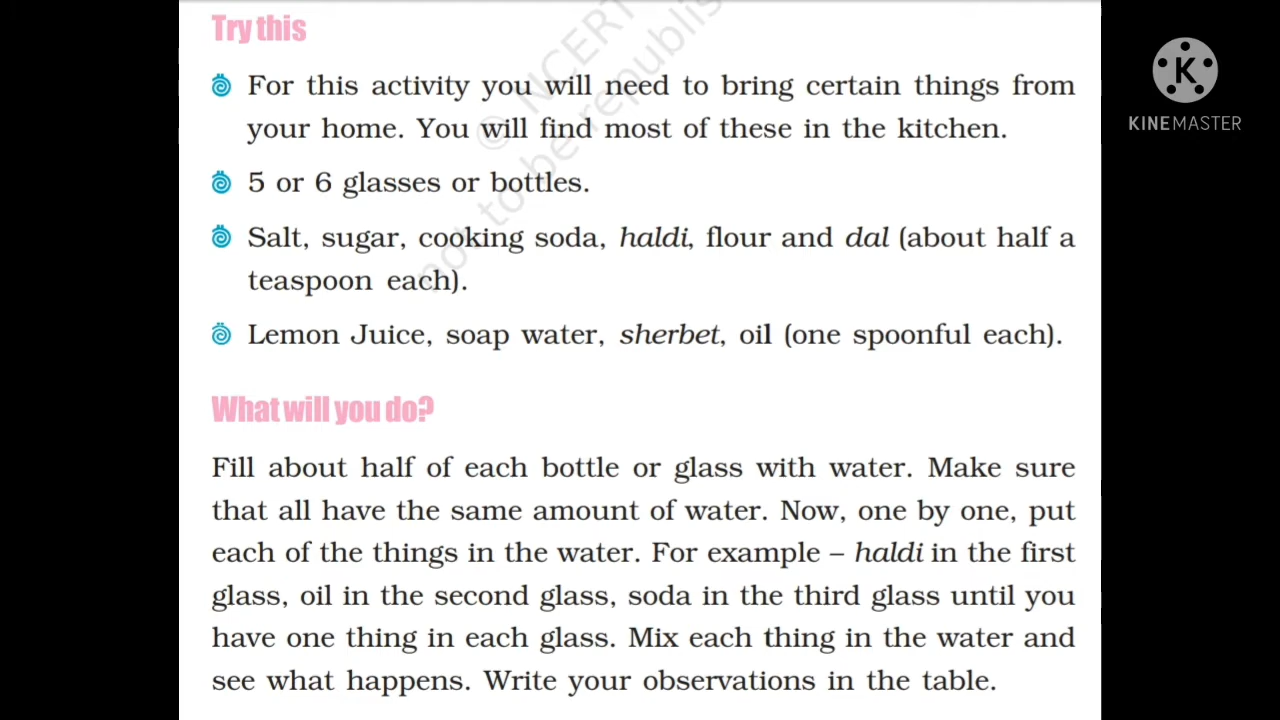 Try this
For this activity you will need to bring certain things from
your home. You will find most of these in the kitchen.
5 or 6 glasses or bottles.
Salt, sugar, cooking soda, haldi, flour and dal (about half a
teaspoon each).
Lemon Juice, soap water, sherbet, oil (one spoonful each).
What will you do?
Fill about half of each bottle or glass with water. Make sure
that all have the same amount of water. Now, one by one, put
each of the things in the water. For example – haldi in the first
glass, oil in the second glass, soda in the third glass until you
have one thing in each glass. Mix each thing in the water and
see what happens. Write your observations in the table.
© NCERT
not to be republis
K
KINEMASTER